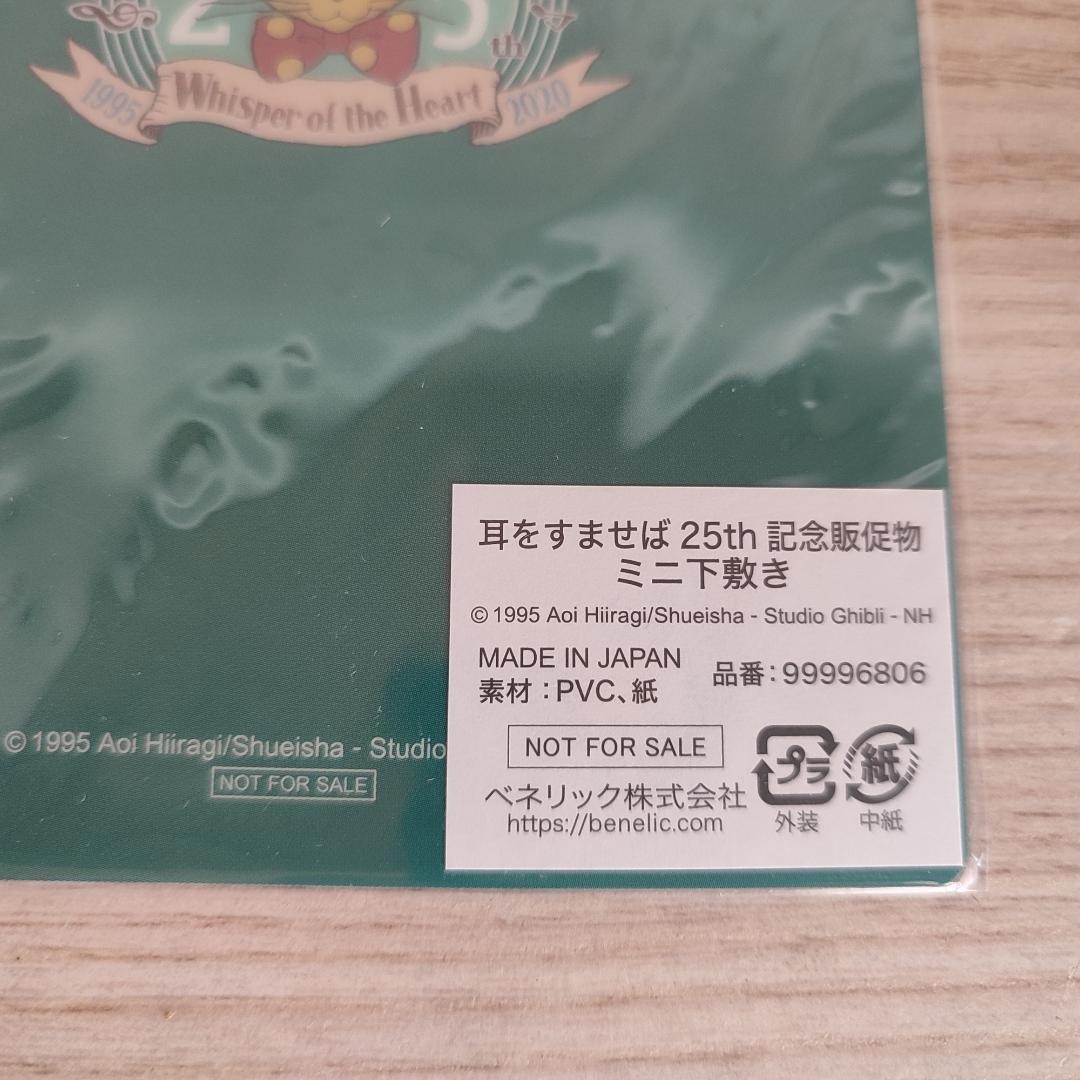 25th
1995 Whisper of the Heart 2020
耳をすませば 25th 記念販促物
ミニ下敷き
© 1995 Aoi Hiiragi/Shueisha - Studio Ghibli - NH
MADE IN JAPAN
素材：PVC、紙
品番：99996806
NOT FOR SALE
ベネリック株式会社
https://benelic.com
プラ
外装
紙
中紙
© 1995 Aoi Hiiragi/Shueisha - Studio
NOT FOR SALE